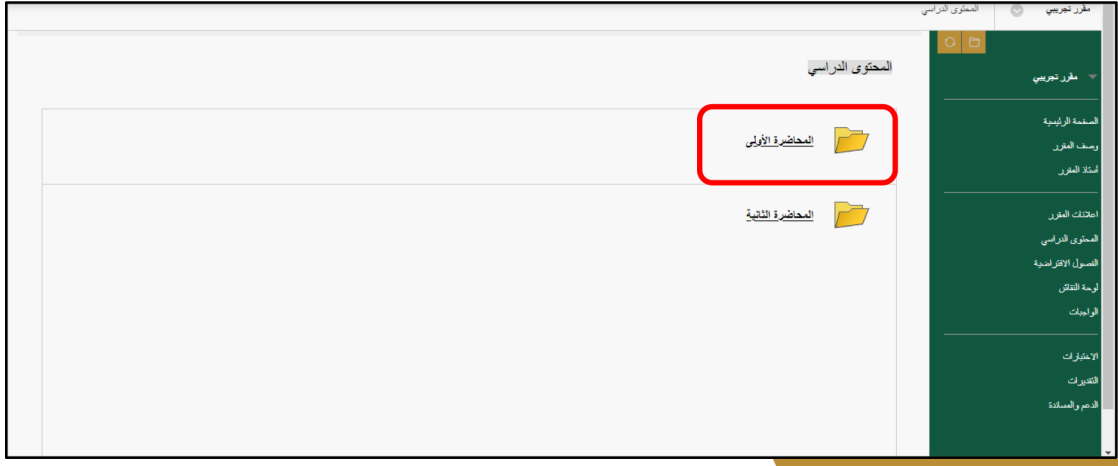 مقرر تجريبي
المحتوى الدراسي
مقرر تجريبي
الصفحة الرئيسية
وصف المقرر
أستاذ المقرر
اعلانات المقرر
المحتوى الدراسي
الفصول الافتراضية
لوحة النقاش
الواجبات
الاختبارات
التقديرات
الدعم والمساندة
المحتوى الدراسي
المحاضرة الأولى
المحاضرة الثانية